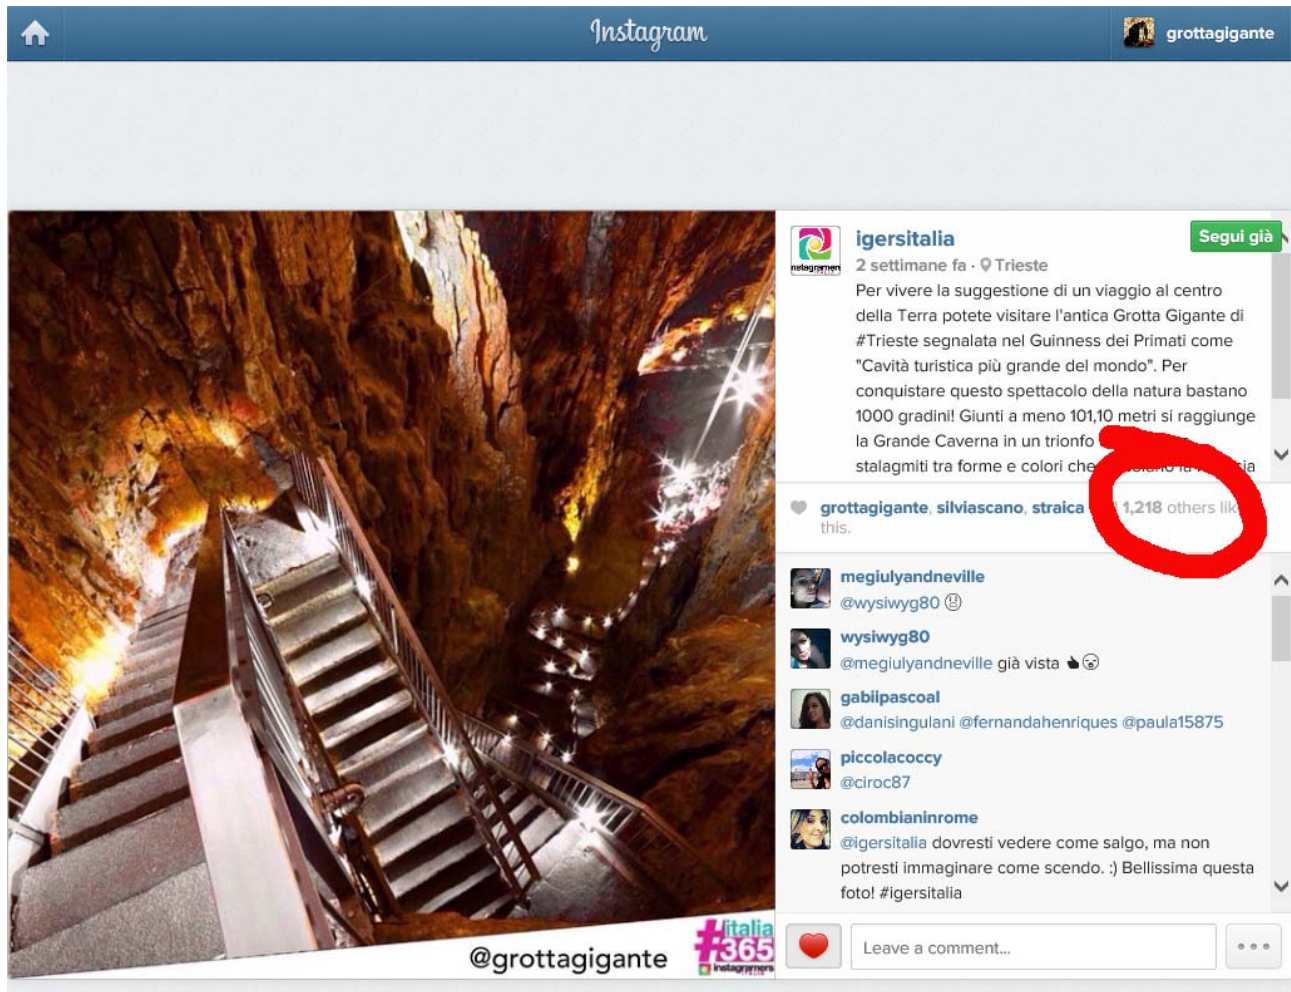 Instagram
grottagigante
igersitalia
Segui già
2 settimane fa · Trieste
Per vivere la suggestione di un viaggio al centro
della Terra potete visitare l'antica Grotta Gigante di
#Trieste segnalata nel Guinness dei Primati come
"Cavità turistica più grande del mondo". Per
conquistare questo spettacolo della natura bastano
1000 gradini! Giunti a meno 101,10 metri si raggiunge
la Grande Caverna in un trionfo
stalagmiti tra forme e colori che
grottagigante, silviascano, straica 1,218 others
this.
megiulyandneville
@wysiwyg80
wysiwyg80
@megiulyandneville già vista
gabiipascoal
@danisingulani @fernandahenriques @paula15875
piccolacoccy
@ciroc87
colombianinrome
@igersitalia dovresti vedere come salgo, ma non
potresti immaginare come scendo. :) Bellissima questa
foto! #igersitalia
Leave a comment...
@grottagigante
#italia
365
instagramers